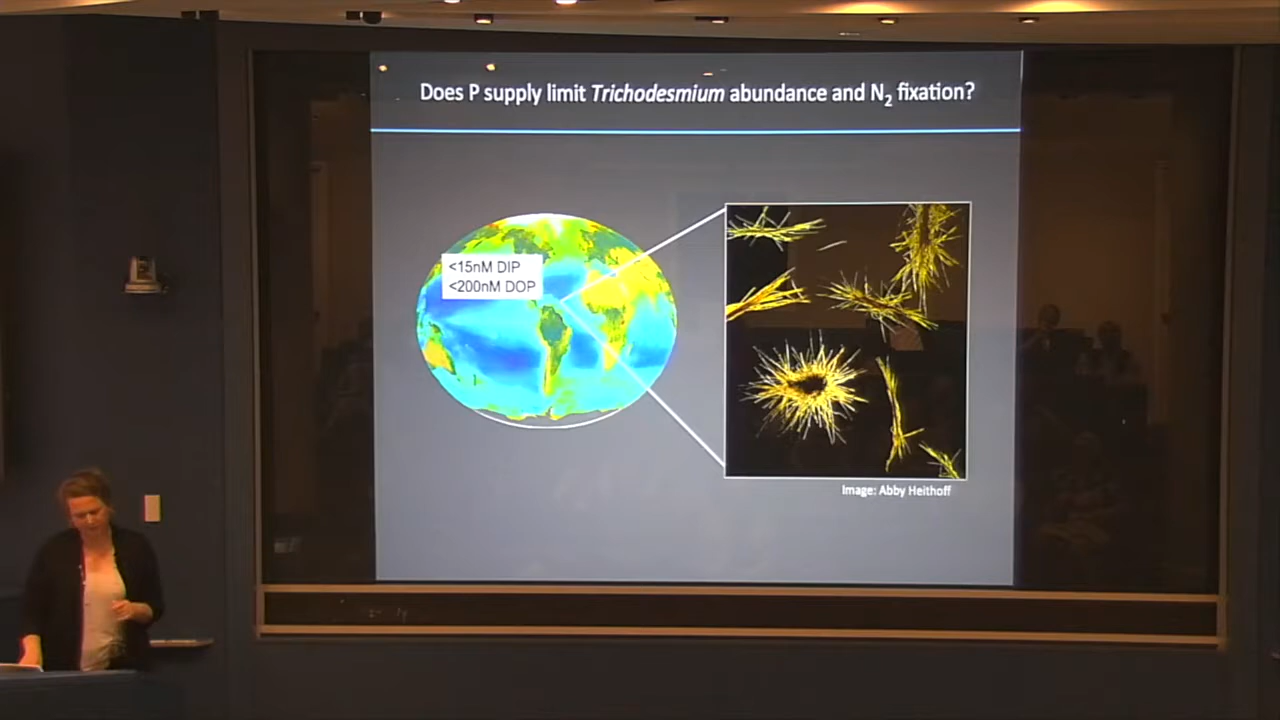 Does P supply limit Trichodesmium abundance and N₂ fixation?
<15nM DIP
<200nM DOP
Image: Abby Heithoff